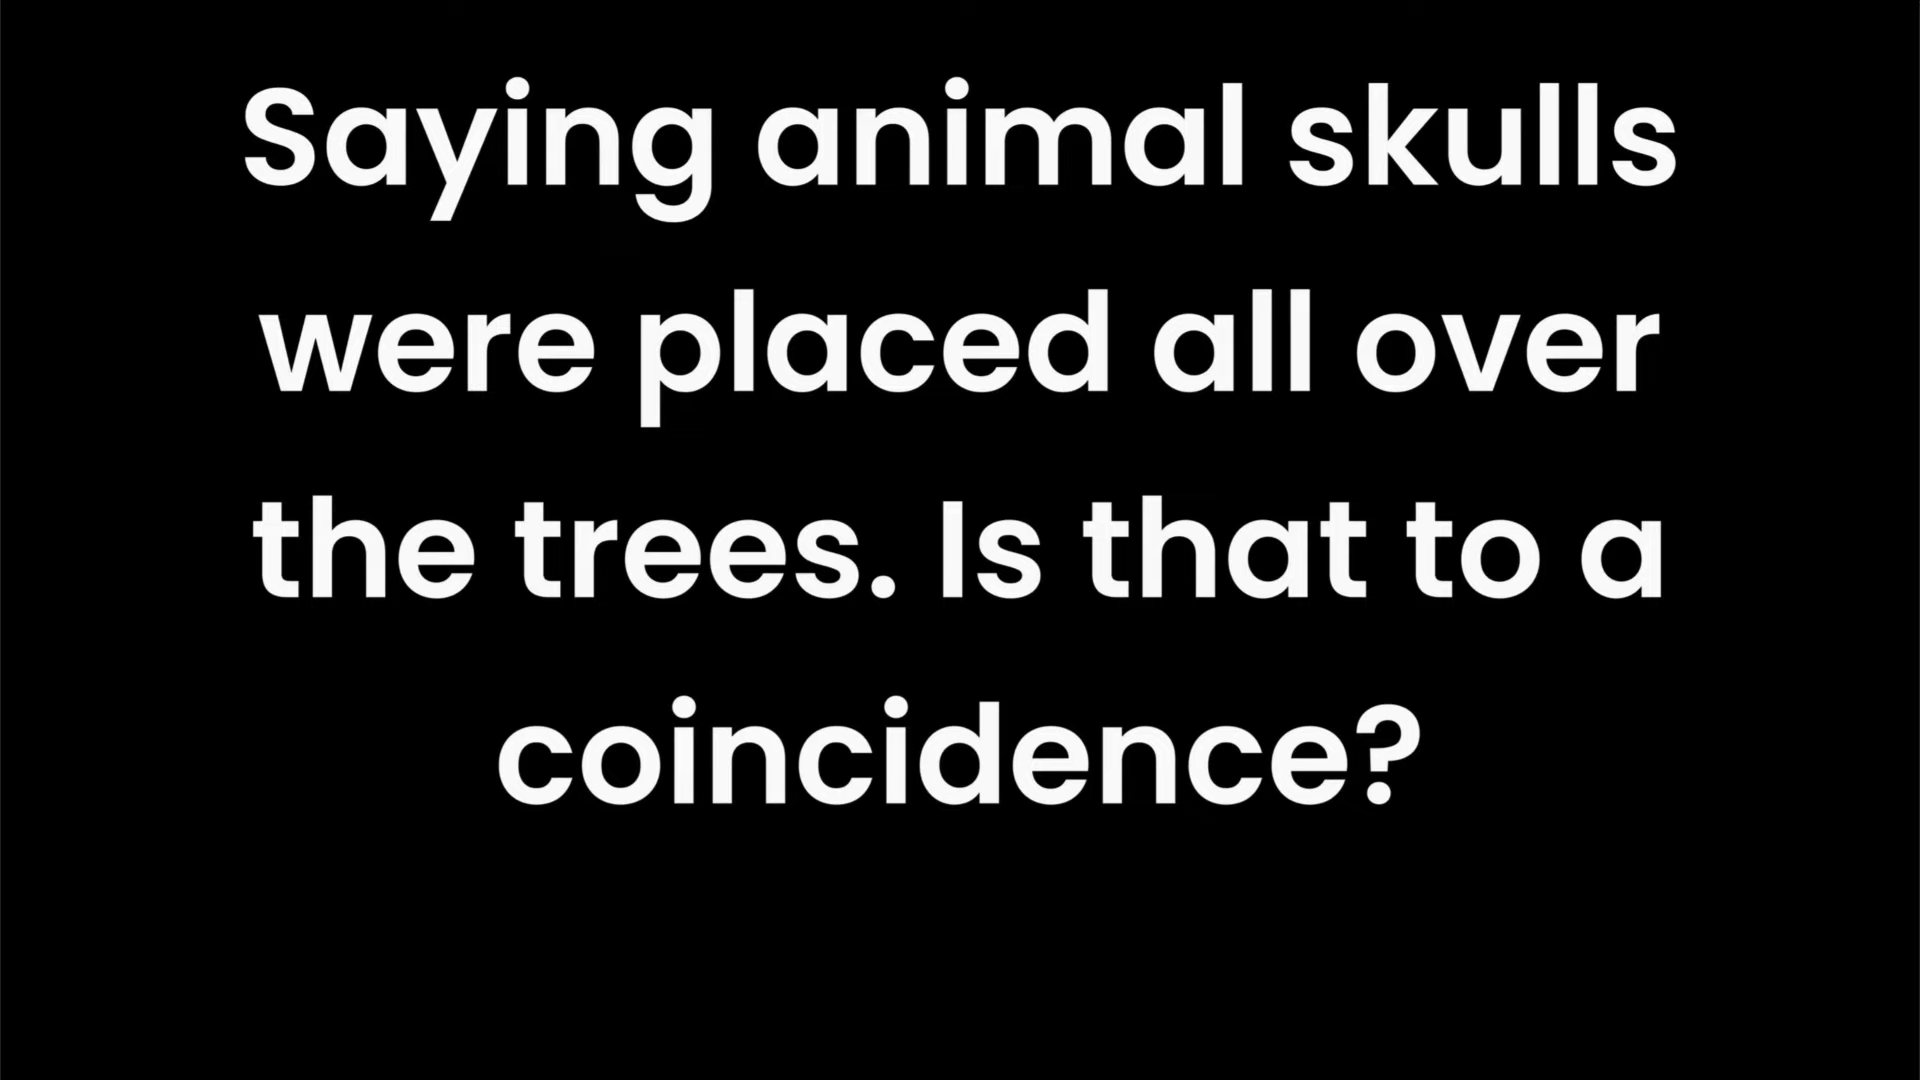 Saying animal skulls
were placed all over
the trees. Is that to a
coincidence?